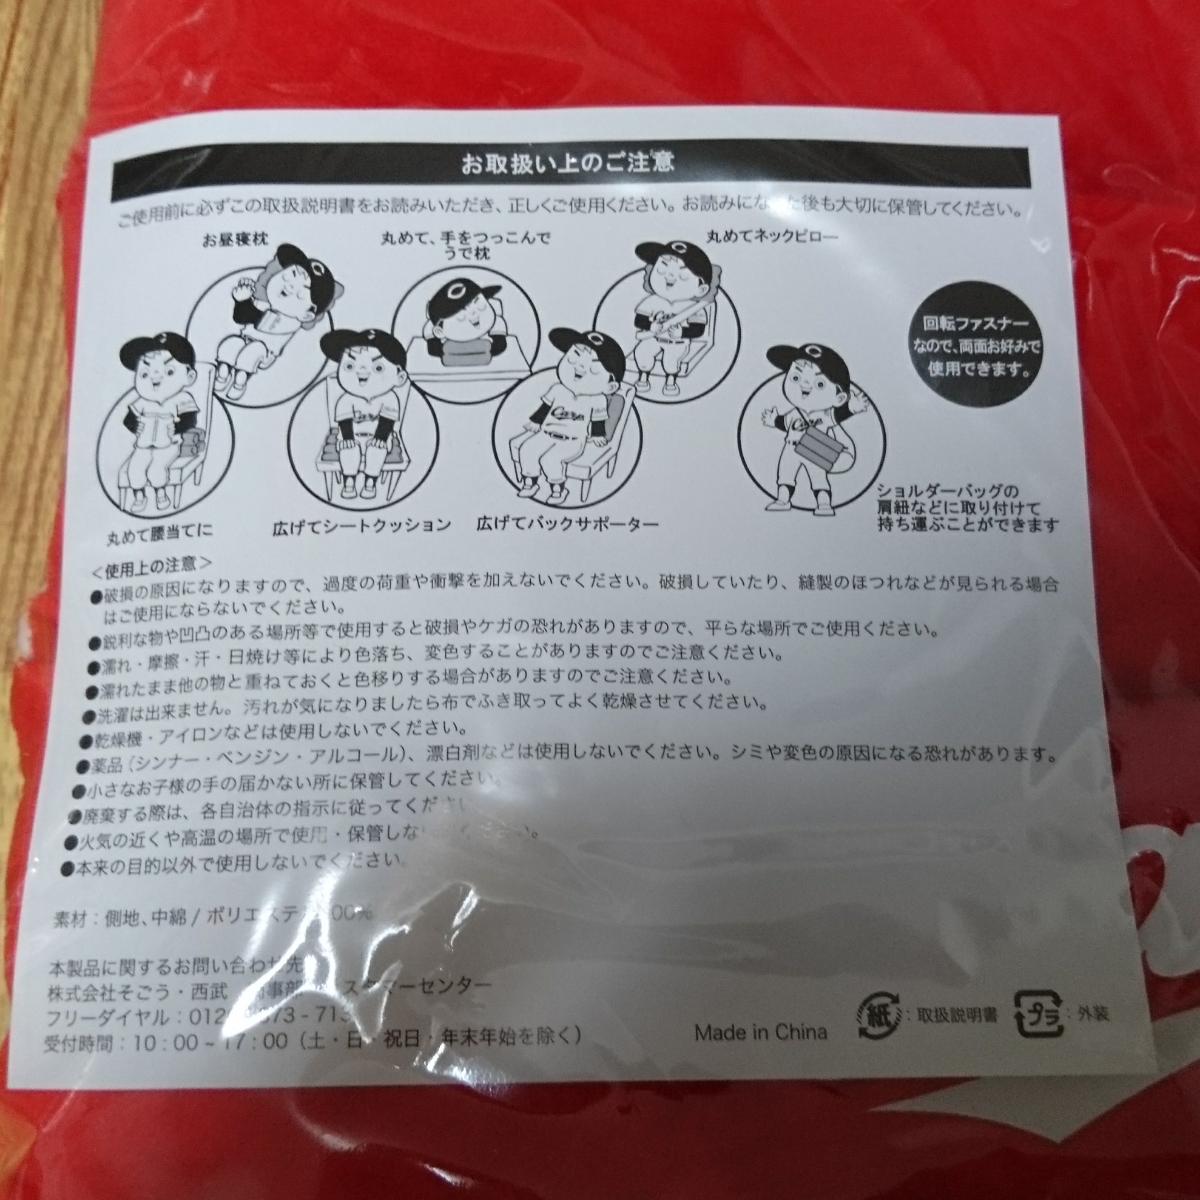 お取扱い上のご注意
ご使用前に必ずこの取扱説明書をお読みいただき、正しくご使用ください。お読みにな た後も大切に保管してください。
お昼寝枕
丸めて、手をつっこんで
うで枕
丸めてネックピロー
回転ファスナー
なので、両面お好みで
使用できます。
丸めて腰当てに
広げてシートクッション
広げてバックサポーター
ショルダーバッグの
肩紐などに取り付けて
持ち運ぶことができます
<使用上の注意>
●破損の原因になりますので、過度の荷重や衝撃を加えないでください。破損していたり、縫製のほつれなどが見られる場合
はご使用にならないでください。
●鋭利な物や凹凸のある場所等で使用すると破損やケガの恐れがありますので、平らな場所でご使用ください。
●濡れ・摩擦・汗・日焼け等により色落ち、変色することがありますのでご注意ください。
●濡れたまま他の物と重ねておくと色移りする場合がありますのでご注意ください。
●洗濯は出来ません。汚れが気になりましたら布でふき取ってよく乾燥させてください。
●乾燥機・アイロンなどは使用しないでください。
●薬品(シンナー・ベンジン・アルコール)、漂白剤などは使用しないでください。シミや変色の原因になる恐れがあります。
●小さなお子様の手の届かない所に保管してください。
●廃棄する際は、各自治体の指示に従ってくださ
●火気の近くや高温の場所で使用・保管しな ください。
●本来の目的以外で使用しないでください。
素材:側地、中綿/ポリエステ 00%
本製品に関するお問い合わせ先
株式会社そごう・西武 商事部 スタマーセンター
フリーダイヤル:012 873-713
受付時間:10:00~17:00(土・日・祝日・年末年始を除く)
Made in China
紙:取扱説明書
プラ:外装
Carp
Carp
Carp